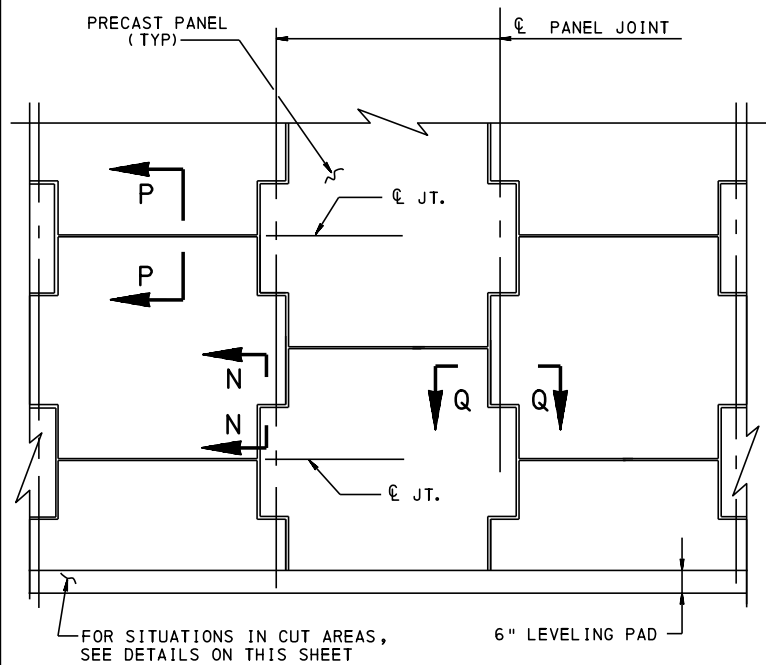 PRECAST PANEL
(TYP)
℄ PANEL JOINT
P
℄ JT.
P
N
Q
Q
N
℄ JT.
FOR SITUATIONS IN CUT AREAS,
SEE DETAILS ON THIS SHEET
6" LEVELING PAD